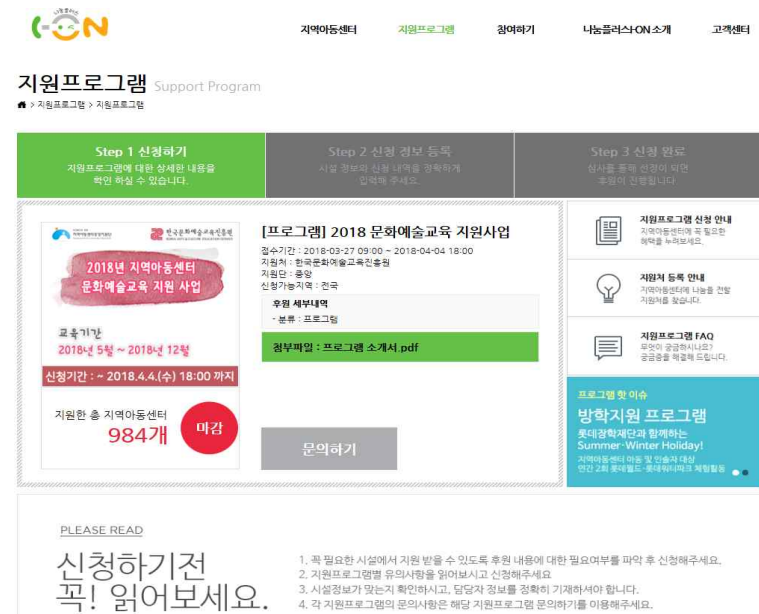 나눔플러스
I-ON
지역아동센터 지원프로그램 참여하기 나눔플러스I-ON 소개 고객센터
지원프로그램 Support Program
> 지원프로그램 > 지원프로그램
Step 1 신청하기
지원프로그램에 대한 상세한 내용을
확인 하실 수 있습니다.
Step 2 신청 정보 등록
시설 정보와 신청 내역을 정확하게
입력해 주세요.
Step 3 신청 완료
심사를 통해 선정이 되면
후원이 진행됩니다
한국문화예술교육진흥원
2018년 지역아동센터
문화예술교육 지원 사업
교육기간
2018년 5월 ~ 2018년 12월
신청기간 : ~ 2018.4.4.(수) 18:00 까지
지원한 총 지역아동센터
984개
마감
[프로그램] 2018 문화예술교육 지원사업
접수기간 : 2018-03-27 09:00 ~ 2018-04-04 18:00
지원처 : 한국문화예술교육진흥원
지원단 : 중앙
신청가능지역 : 전국
후원 세부내역
- 분류 : 프로그램
첨부파일 : 프로그램 소개서.pdf
문의하기
지원프로그램 신청 안내
지역아동센터에 꼭 필요한
혜택을 누려보세요.
지원처 등록 안내
지역아동센터에 나눔을 전할
지원처를 찾습니다.
지원프로그램 FAQ
무엇이 궁금하시나요?
궁금증을 해결해 드립니다.
프로그램 핫 이슈
방학지원 프로그램
롯데장학재단과 함께하는
Summer·Winter Holiday!
지역아동센터 아동 및 인솔자 대상
연간 2회 롯데월드·롯데워터파크 체험활동
PLEASE READ
신청하기전
꼭! 읽어보세요.
1. 꼭 필요한 시설에서 지원 받을 수 있도록 후원 내용에 대한 필요여부를 파악 후 신청해주세요.
2. 지원프로그램별 유의사항을 읽어보시고 신청해주세요
3. 시설정보가 맞는지 확인하시고, 담당자 정보를 정확히 기재하셔야 합니다.
4. 각 지원프로그램의 문의사항은 해당 지원프로그램 문의하기를 이용해주세요.